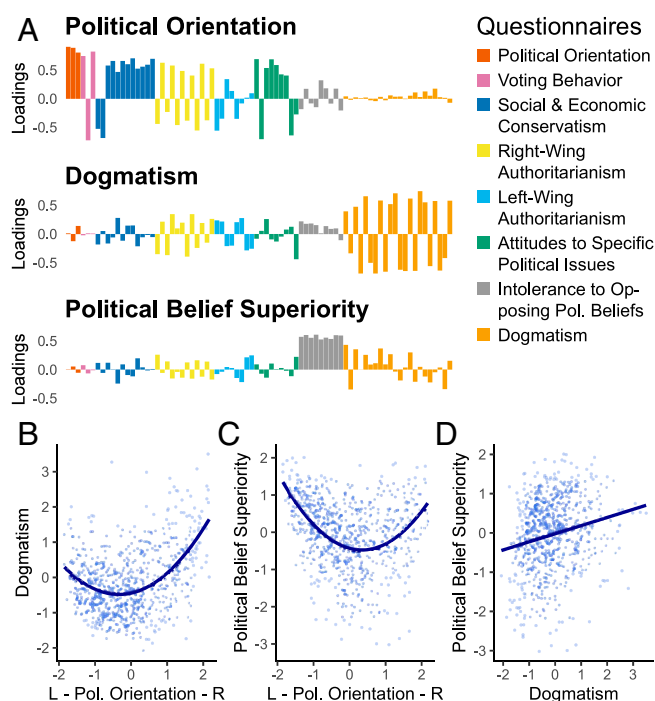 A
Political Orientation
Loadings
0.5
0.0
-0.5
Dogmatism
Loadings
0.5
0.0
-0.5
Political Belief Superiority
Loadings
0.5
0.0
-0.5
Questionnaires
Political Orientation
Voting Behavior
Social & Economic
Conservatism
Right-Wing
Authoritarianism
Left-Wing
Authoritarianism
Attitudes to Specific
Political Issues
Intolerance to Op-
posing Pol. Beliefs
Dogmatism
B
Dogmatism
3
2
1
0
-1
-2
-2 -1 0 1 2
L - Pol. Orientation - R
C
Political Belief Superiority
2
1
0
-1
-2
-3
-2 -1 0 1 2
L - Pol. Orientation - R
D
Political Belief Superiority
2
1
0
-1
-2
-3
-2 -1 0 1 2 3
Dogmatism